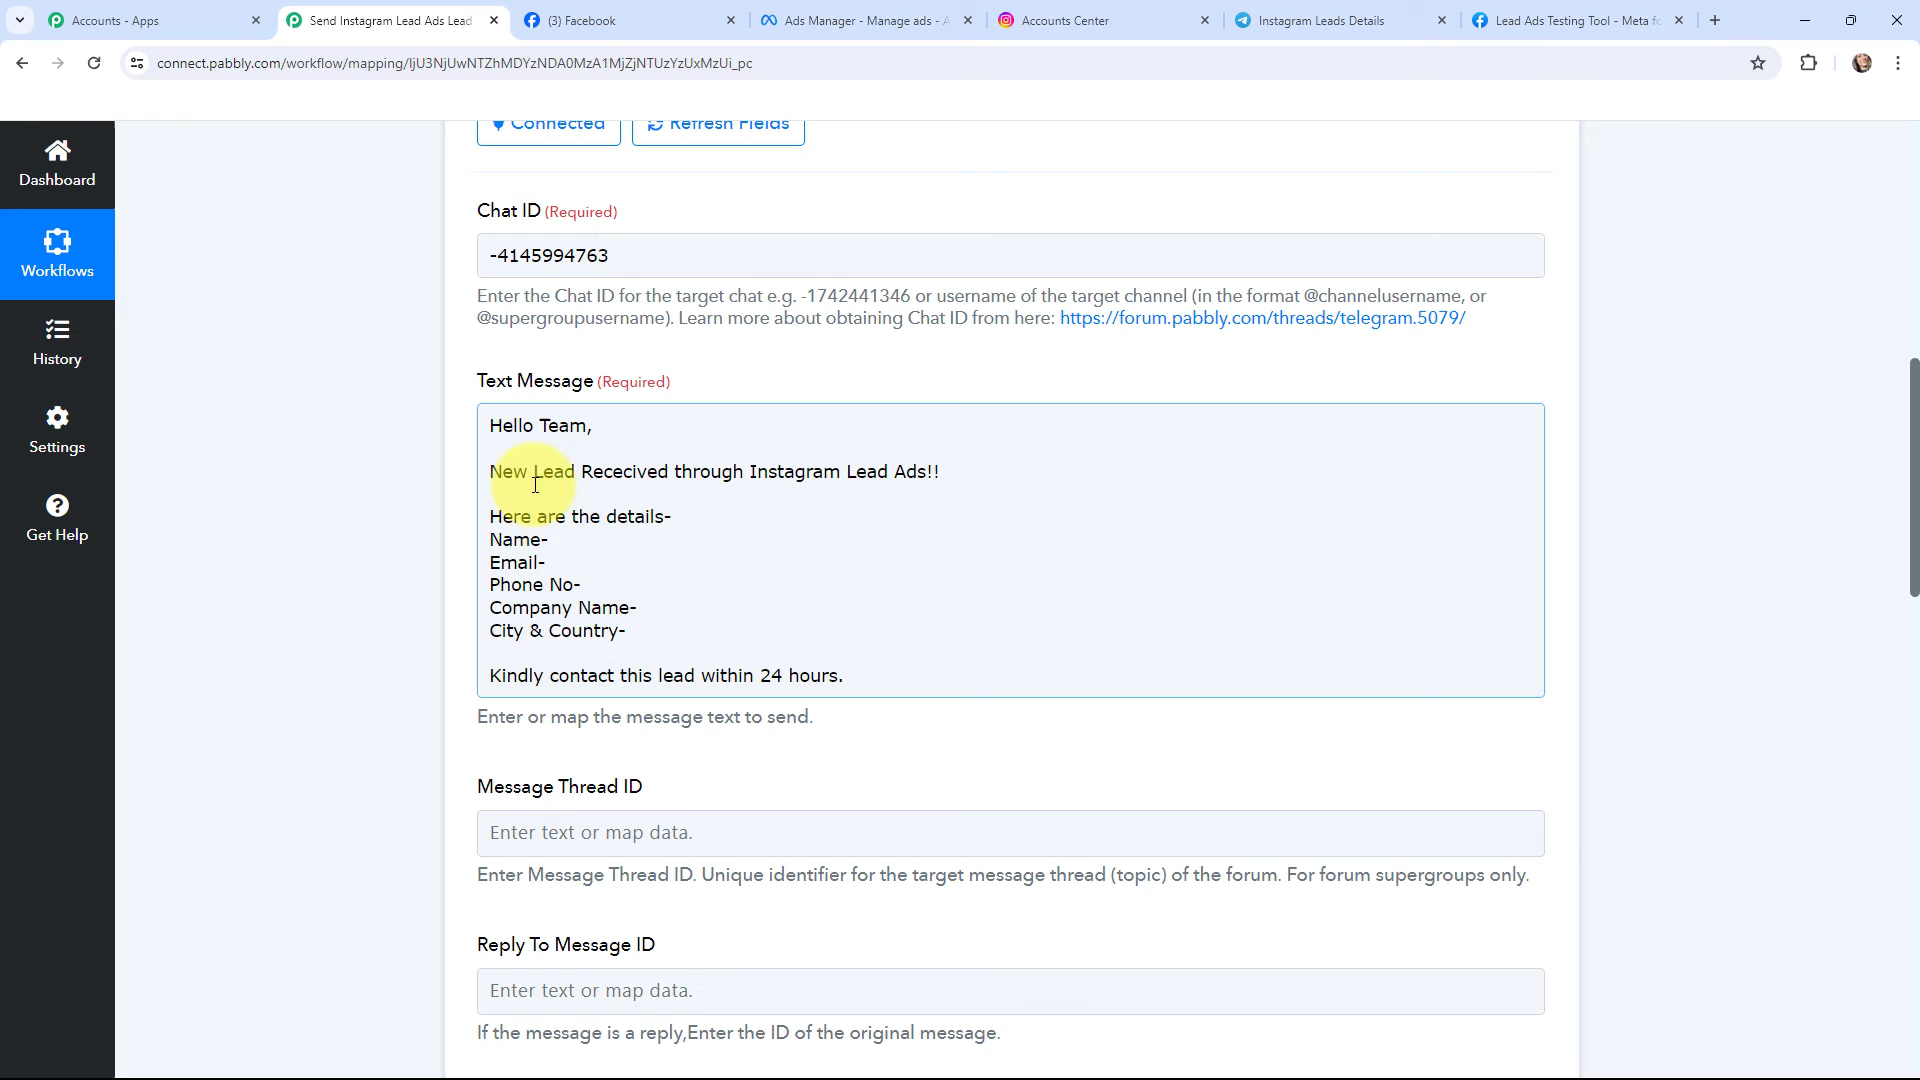 Accounts - Apps
Send Instagram Lead Ads Lead
(3) Facebook
Ads Manager - Manage ads - A
Accounts Center
Instagram Leads Details
Lead Ads Testing Tool - Meta fo
connect.pabbly.com/workflow/mapping/IjU3NjUwNTZhMDYzNDA0MzA1MjZjNTUzYzUxMzUi_pc
Dashboard
Workflows
History
Settings
Get Help
Connected
Refresh Fields
Chat ID (Required)
-4145994763
Enter the Chat ID for the target chat e.g. -1742441346 or username of the target channel (in the format @channelusername, or
@supergroupusername). Learn more about obtaining Chat ID from here: https://forum.pabbly.com/threads/telegram.5079/
Text Message (Required)
Hello Team,
New Lead Rececived through Instagram Lead Ads!!
Here are the details-
Name-
Email-
Phone No-
Company Name-
City & Country-
Kindly contact this lead within 24 hours.
Enter or map the message text to send.
Message Thread ID
Enter text or map data.
Enter Message Thread ID. Unique identifier for the target message thread (topic) of the forum. For forum supergroups only.
Reply To Message ID
Enter text or map data.
If the message is a reply,Enter the ID of the original message.